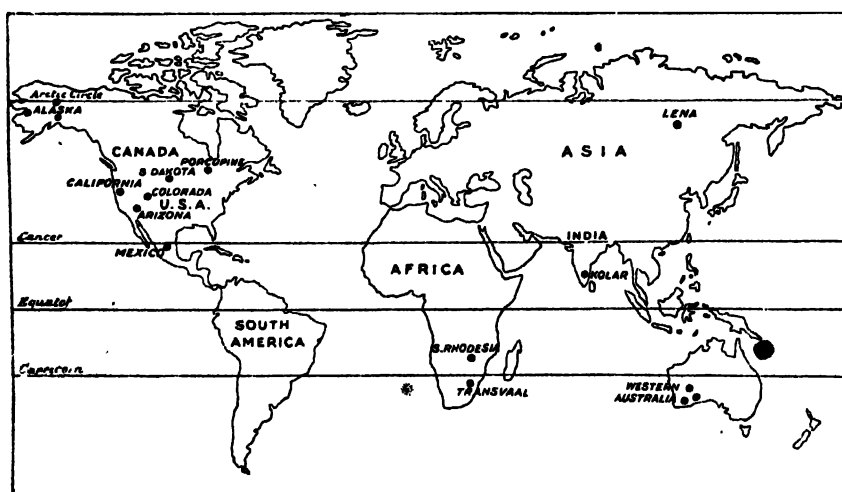 Arctic Circle
ALASKA
LENA
CANADA
PORCOPINE
ASIA
S DAKOTA
CALIFORNIA
COLORADA
U.S.A.
ARIZONA
Cancer
INDIA
MEXICO
AFRICA
KOLAR
Equator
SOUTH
AMERICA
S.RHODESIA
Capricorn
TRANSVAAL
WESTERN
AUSTRALIA